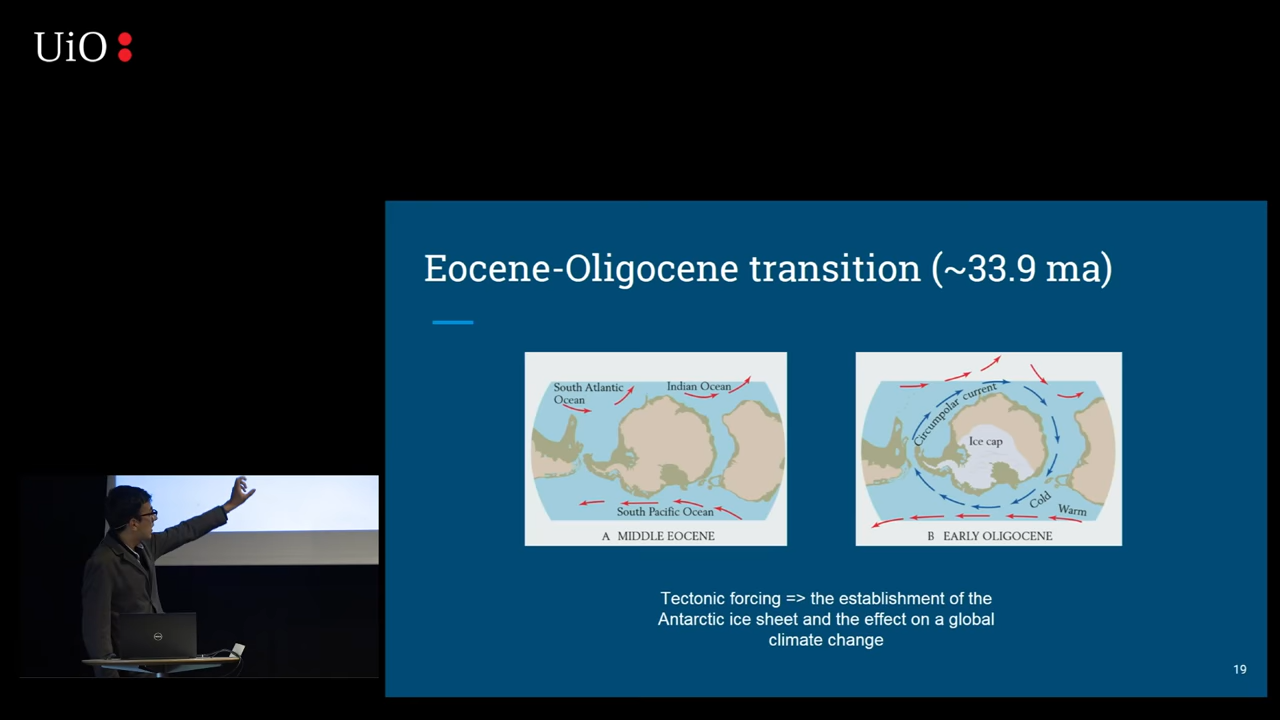 UiO
Eocene-Oligocene transition (~33.9 ma)
South Atlantic
Ocean
Indian Ocean
South Pacific Ocean
A MIDDLE EOCENE
Circumpolar current
Ice cap
Cold
Warm
B EARLY OLIGOCENE
Tectonic forcing => the establishment of the
Antarctic ice sheet and the effect on a global
climate change
19
DELL